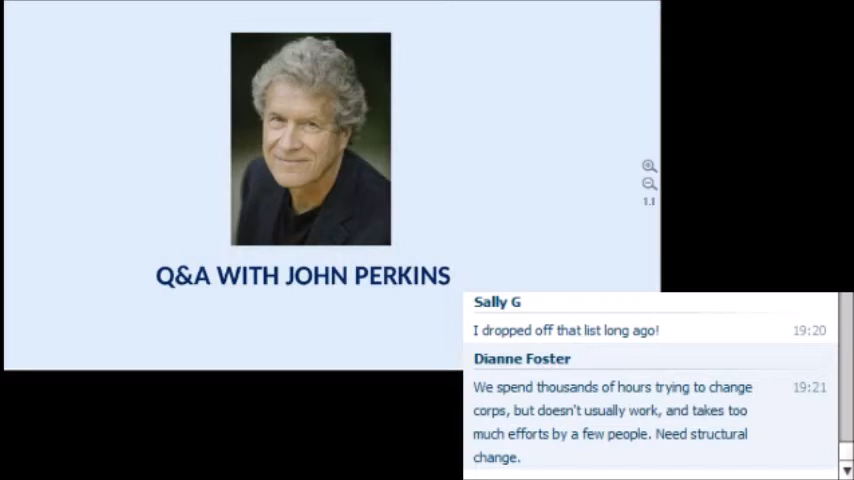 1.1
Q&A WITH JOHN PERKINS
Sally G
I dropped off that list long ago! 19:20
Dianne Foster
We spend thousands of hours trying to change 19:21
corps, but doesn't usually work, and takes too
much efforts by a few people. Need structural
change.